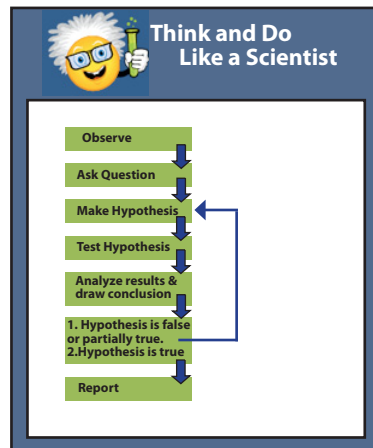 Think and Do
Like a Scientist
Observe
Ask Question
Make Hypothesis
Test Hypothesis
Analyze results &
draw conclusion
1. Hypothesis is false
or partially true.
2.Hypothesis is true
Report